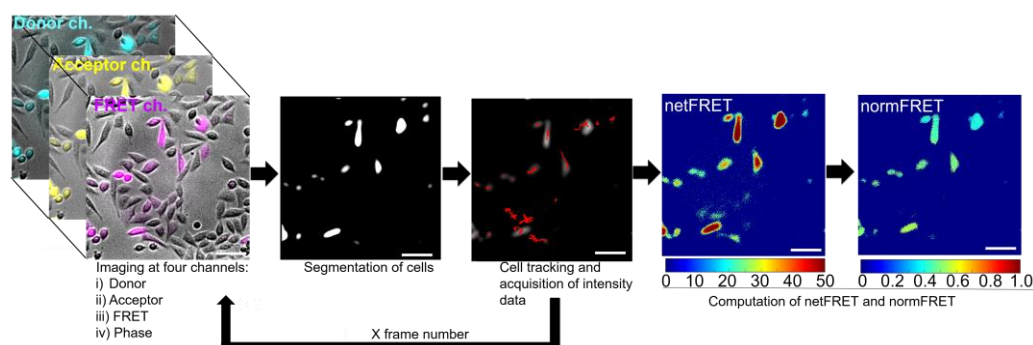 Donor ch.
Acceptor ch.
FRET ch.
netFRET
normFRET
0 10 20 30 40 50
0 0.2 0.4 0.6 0.8 1.0
Imaging at four channels:
i) Donor
ii) Acceptor
iii) FRET
iv) Phase
Segmentation of cells
Cell tracking and
acquisition of intensity
data
Computation of netFRET and normFRET
X frame number